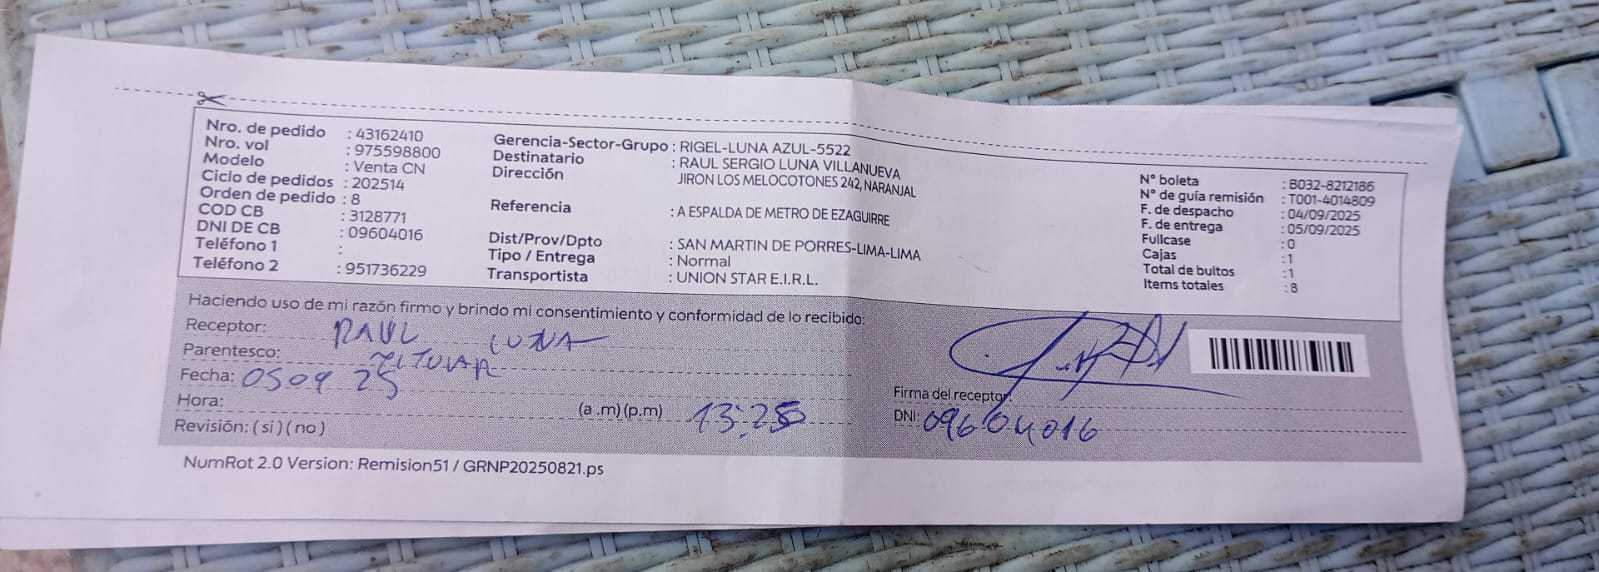 Nro. de pedido : 43162410
Nro. vol : 975598800
Modelo : Venta CN
Ciclo de pedidos : 202514
Orden de pedido : 8
COD CB : 3128771
DNI DE CB : 09604016
Teléfono 1 :
Teléfono 2 : 951736229
Gerencia-Sector-Grupo : RIGEL-LUNA AZUL-5522
Destinatario : RAUL SERGIO LUNA VILLANUEVA
Dirección JIRON LOS MELOCOTONES 242, NARANJAL
Referencia : A ESPALDA DE METRO DE EZAGUIRRE
Dist/Prov/Dpto : SAN MARTIN DE PORRES-LIMA-LIMA
Tipo / Entrega : Normal
Transportista : UNION STAR E.I.R.L.
N° boleta : B032-8212186
N° de guía remisión : T001-4014809
F. de despacho : 04/09/2025
F. de entrega : 05/09/2025
Fullcase : 0
Cajas : 1
Total de bultos : 1
Items totales : 8
Haciendo uso de mi razón firmo y brindo mi consentimiento y conformidad de lo recibido:
Receptor: RAUL LUNA
Parentesco: TITULAR
Fecha: 0509 25
Hora: (a .m) (p.m) 13:25
Revisión: ( si ) ( no )
Firma del receptor:
DNI: 09604016
NumRot 2.0 Version: Remision51 / GRNP20250821.ps